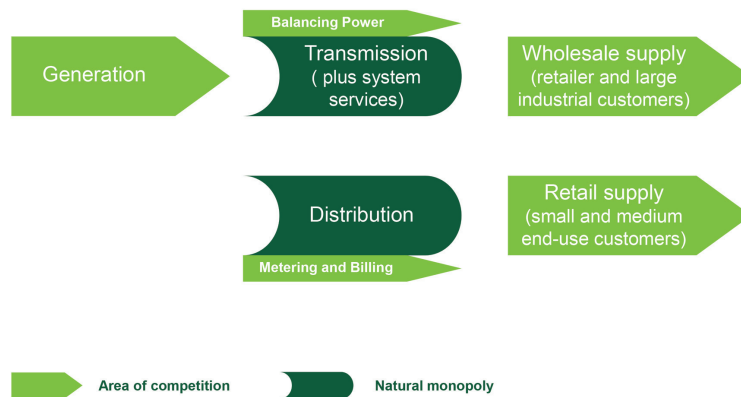 Balancing Power
Generation
Transmission
( plus system
services)
Wholesale supply
(retailer and large
industrial customers)
Distribution
Retail supply
(small and medium
end-use customers)
Metering and Billing
Area of competition
Natural monopoly